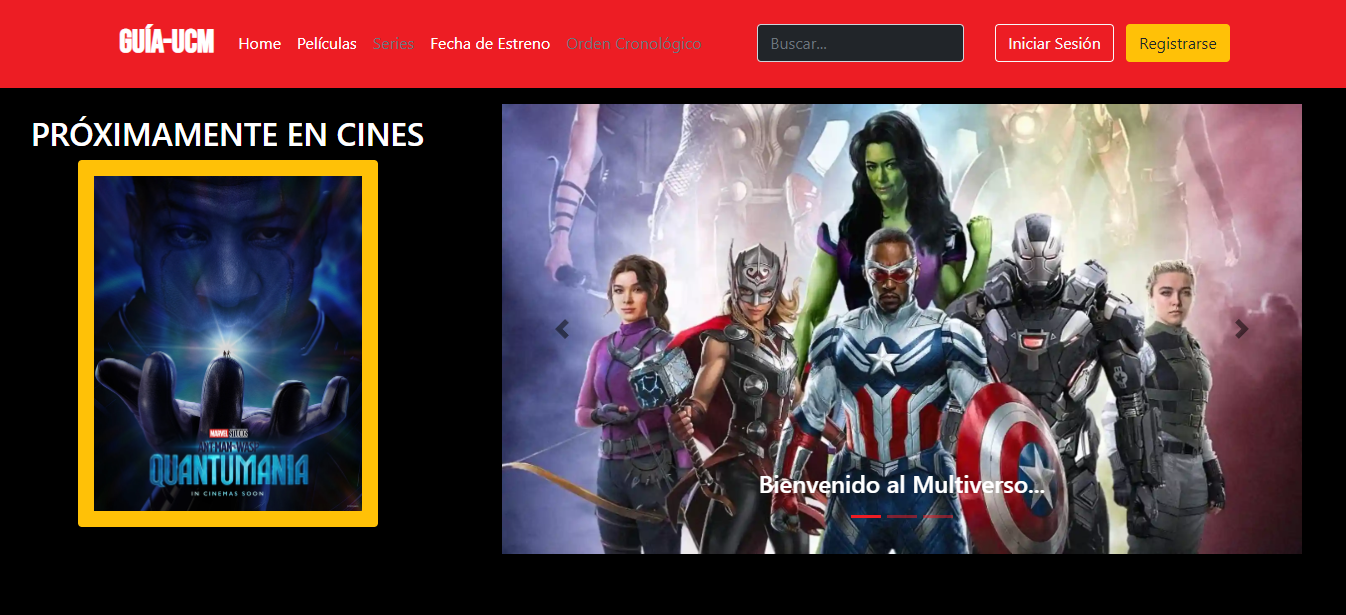 GUÍA-UCM Home Películas Series Fecha de Estreno Orden Cronológico Buscar... Iniciar Sesión Registrarse
PRÓXIMAMENTE EN CINES
MARVEL STUDIOS
ANT-MAN AND THE WASP
QUANTUMANIA
IN CINEMAS SOON
Bienvenido al Multiverso...